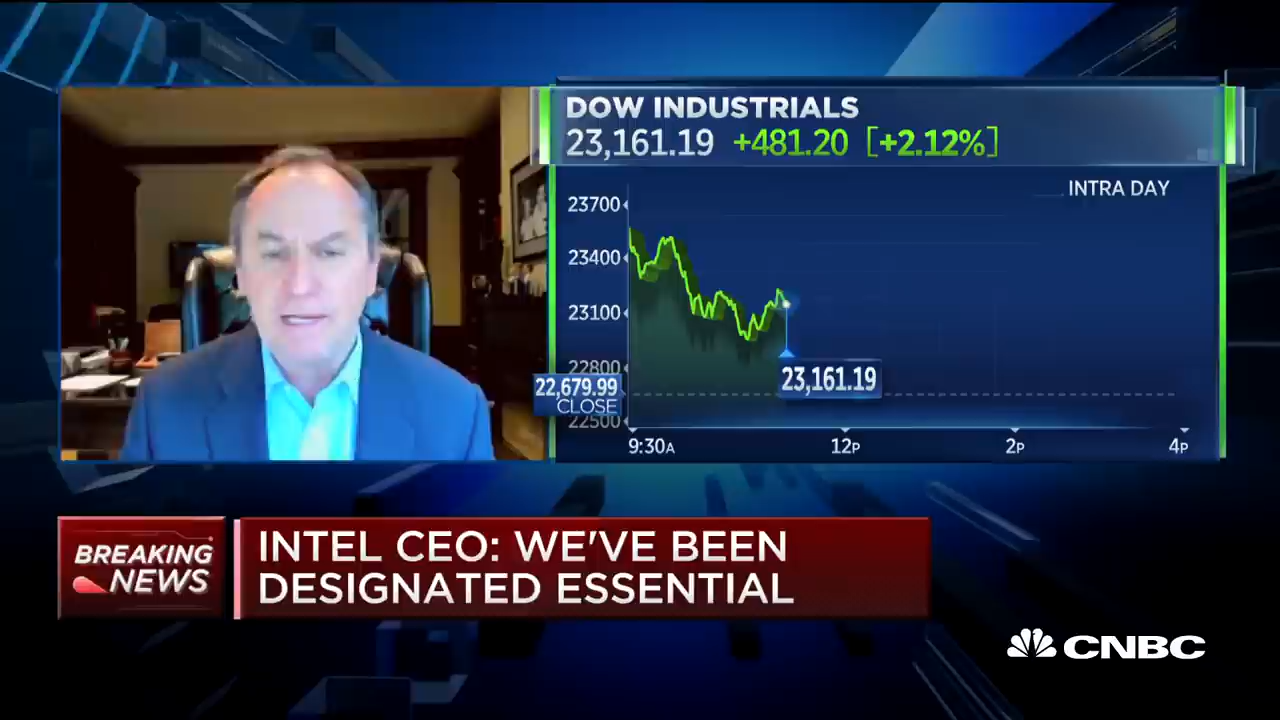 DOW INDUSTRIALS
23,161.19 +481.20 [+2.12%]
INTRA DAY
23700
23400
23100
22800
22,679.99
CLOSE
22500
23,161.19
9:30A 12P 2P 4P
BREAKING
NEWS
INTEL CEO: WE'VE BEEN
DESIGNATED ESSENTIAL
CNBC